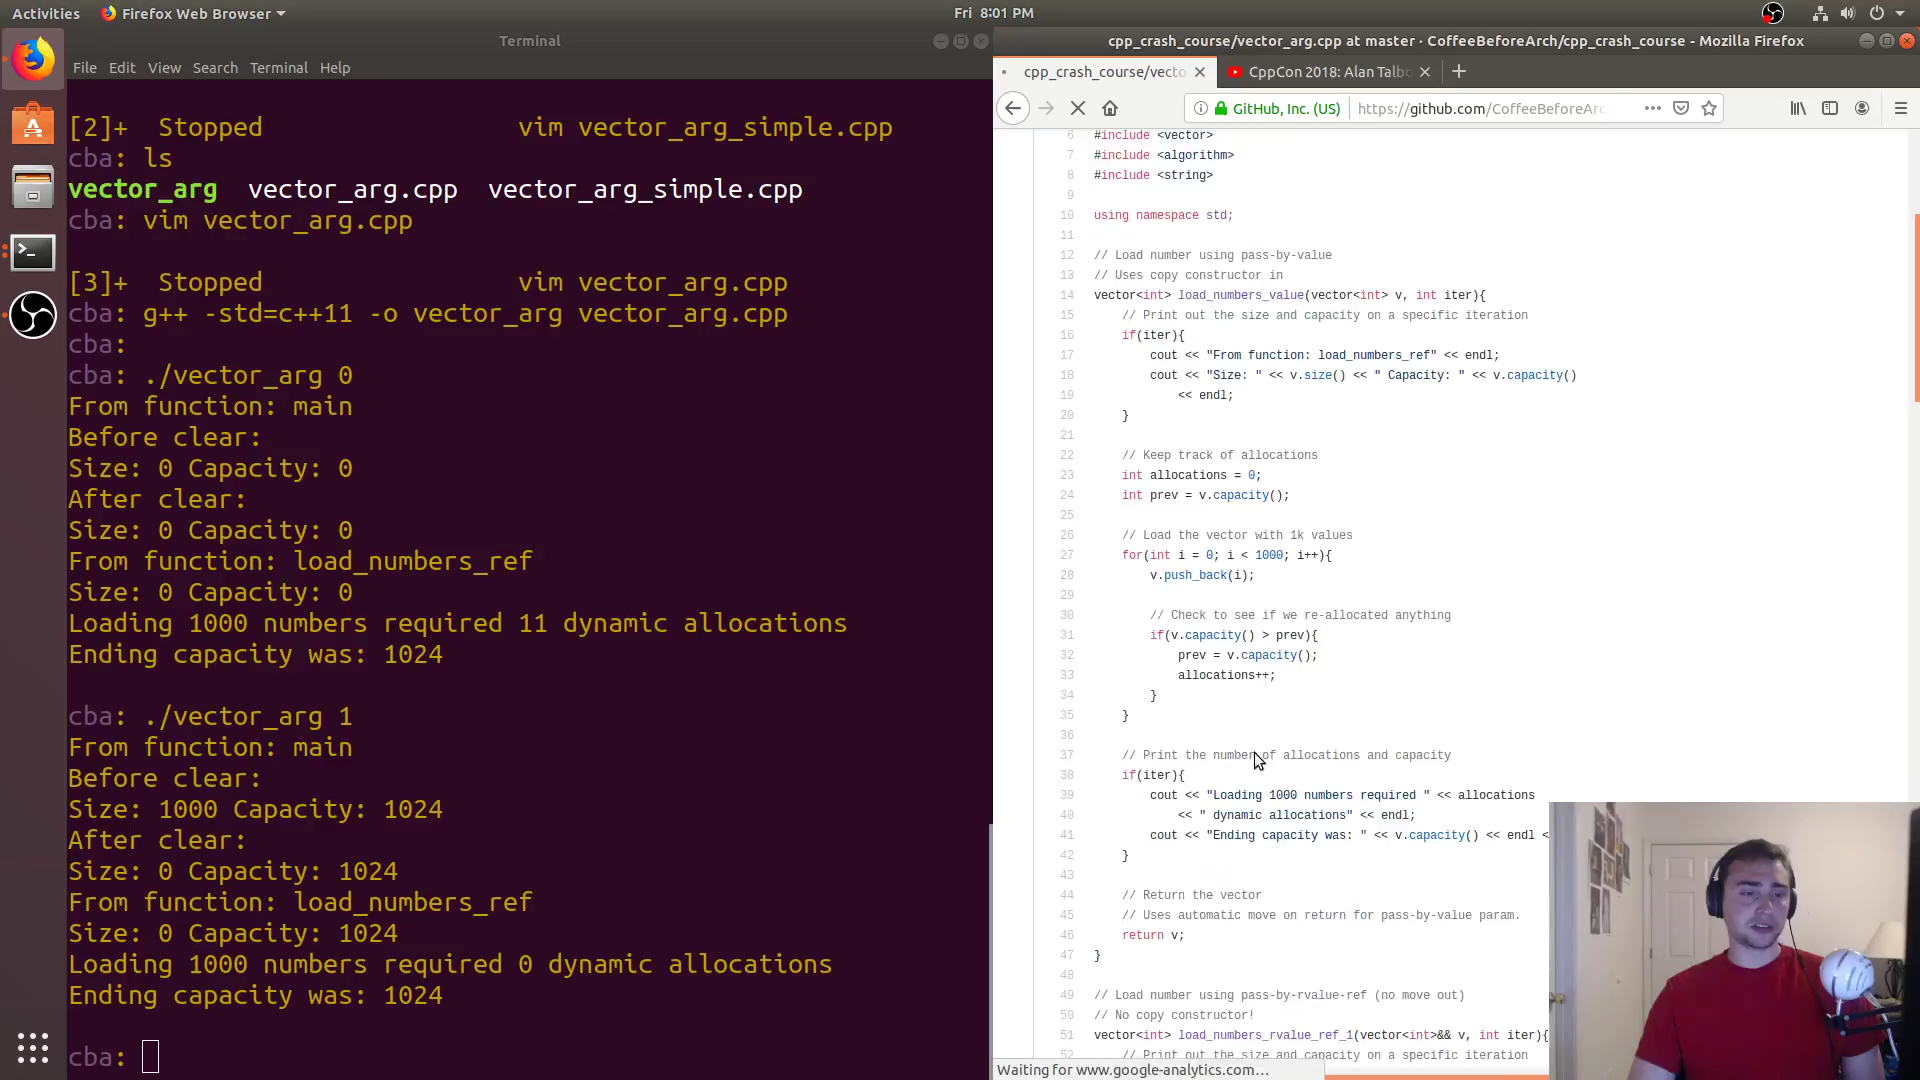 Activities Firefox Web Browser Fri 8:01 PM
Terminal
File Edit View Search Terminal Help
[2]+ Stopped vim vector_arg_simple.cpp
cba: ls
vector_arg vector_arg.cpp vector_arg_simple.cpp
cba: vim vector_arg.cpp
[3]+ Stopped vim vector_arg.cpp
cba: g++ -std=c++11 -o vector_arg vector_arg.cpp
cba:
cba: ./vector_arg 0
From function: main
Before clear:
Size: 0 Capacity: 0
After clear:
Size: 0 Capacity: 0
From function: load_numbers_ref
Size: 0 Capacity: 0
Loading 1000 numbers required 11 dynamic allocations
Ending capacity was: 1024
cba: ./vector_arg 1
From function: main
Before clear:
Size: 1000 Capacity: 1024
After clear:
Size: 0 Capacity: 1024
From function: load_numbers_ref
Size: 0 Capacity: 1024
Loading 1000 numbers required 0 dynamic allocations
Ending capacity was: 1024
cba:
cpp_crash_course/vector_arg.cpp at master · CoffeeBeforeArch/cpp_crash_course - Mozilla Firefox
cpp_crash_course/vecto CppCon 2018: Alan Talbo
GitHub, Inc. (US) https://github.com/CoffeeBeforeArc
6 #include <vector>
7 #include <algorithm>
8 #include <string>
9
10 using namespace std;
11
12 // Load number using pass-by-value
13 // Uses copy constructor in
14 vector<int> load_numbers_value(vector<int> v, int iter){
15 // Print out the size and capacity on a specific iteration
16 if(iter){
17 cout << "From function: load_numbers_ref" << endl;
18 cout << "Size: " << v.size() << " Capacity: " << v.capacity()
19 << endl;
20 }
21
22 // Keep track of allocations
23 int allocations = 0;
24 int prev = v.capacity();
25
26 // Load the vector with 1k values
27 for(int i = 0; i < 1000; i++){
28 v.push_back(i);
29
30 // Check to see if we re-allocated anything
31 if(v.capacity() > prev){
32 prev = v.capacity();
33 allocations++;
34 }
35 }
36
37 // Print the number of allocations and capacity
38 if(iter){
39 cout << "Loading 1000 numbers required " << allocations
40 << " dynamic allocations" << endl;
41 cout << "Ending capacity was: " << v.capacity() << endl <
42 }
43
44 // Return the vector
45 // Uses automatic move on return for pass-by-value param.
46 return v;
47 }
48
49 // Load number using pass-by-rvalue-ref (no move out)
50 // No copy constructor!
51 vector<int> load_numbers_rvalue_ref_1(vector<int>&& v, int iter){
52 // Print out the size and capacity on a specific iteration
Waiting for www.google-analytics.com…